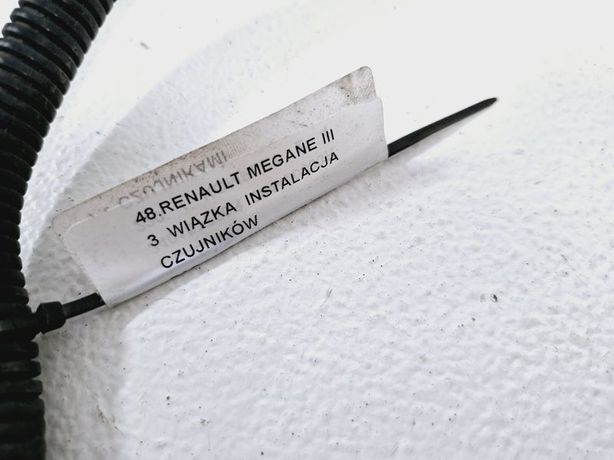 48.RENAULT MEGANE III
3 WIĄZKA INSTALACJA
CZUJNIKÓW